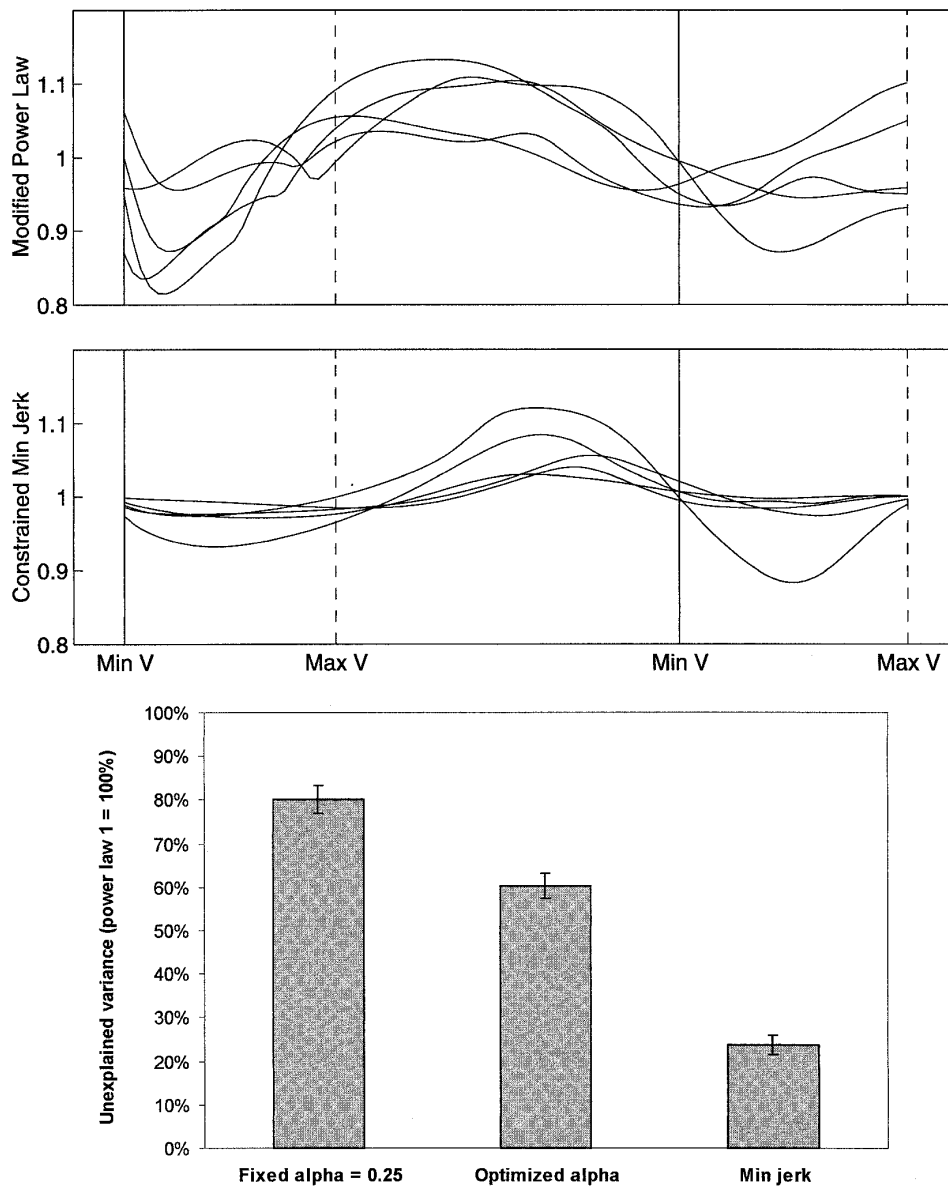 Modified Power Law
1.1
1
0.9
0.8
Constrained Min Jerk
1.1
1
0.9
0.8
Min V
Max V
Min V
Max V
Unexplained variance (power law 1 = 100%)
100%
90%
80%
70%
60%
50%
40%
30%
20%
10%
0%
Fixed alpha = 0.25
Optimized alpha
Min jerk